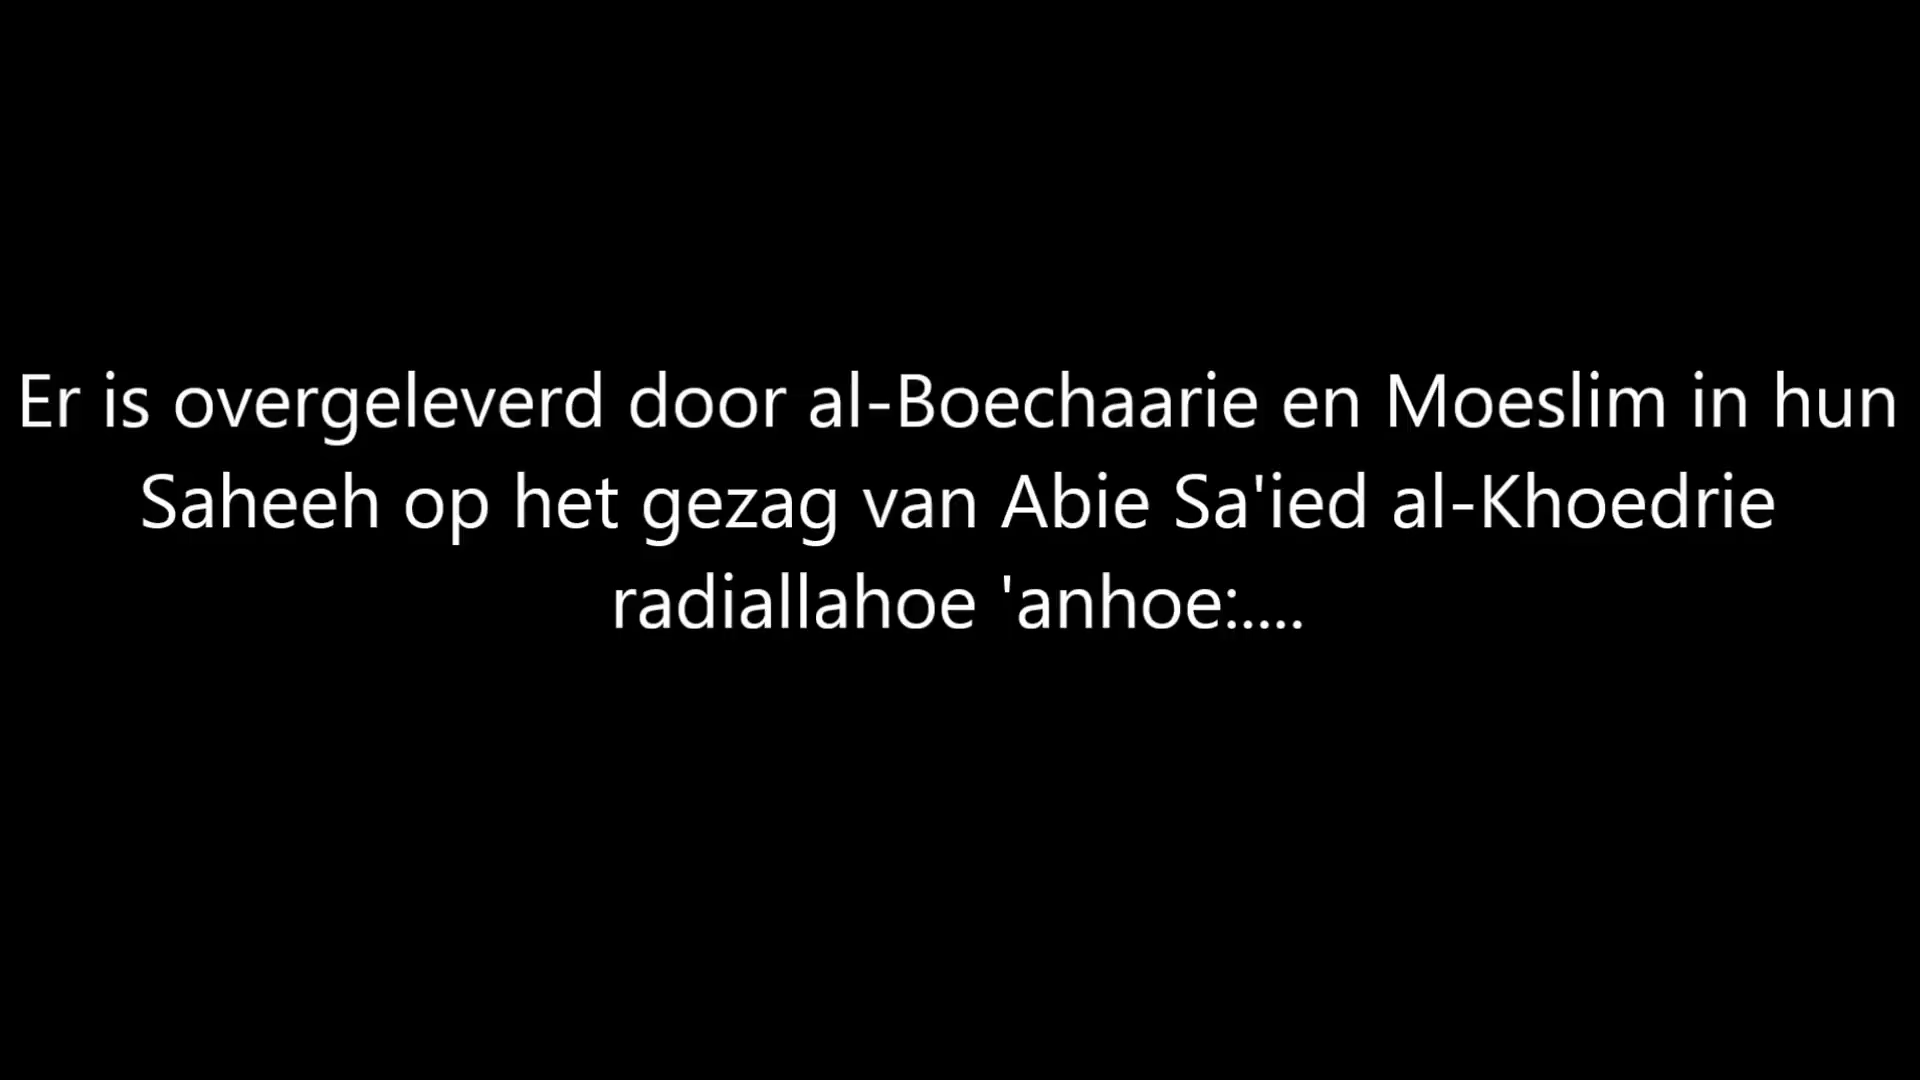 Er is overgeleverd door al-Boechaarie en Moeslim in hun
Saheeh op het gezag van Abie Sa'ied al-Khoedrie
radiallahoe 'anhoe:....